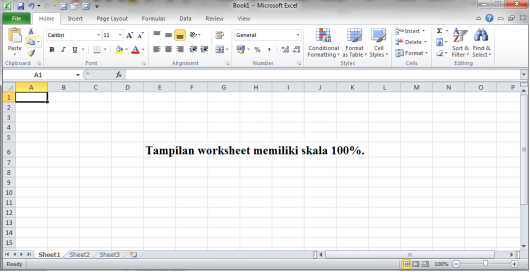 Book1 - Microsoft Excel
File Home Insert Page Layout Formulas Data Review View
Paste
Calibri 11 A A
B I U A
General
$ % ,
Conditional Formatting
Format as Table
Cell Styles
Insert
Delete
Format
Σ
Sort & Filter
Find & Select
Clipboard Font Alignment Number Styles Cells Editing
A1 fx
A B C D E F G H I J K L M N O P
1
2
3
4
5
6 Tampilan worksheet memiliki skala 100%.
7
8
9
10
11
12
13
14
15
Sheet1 Sheet2 Sheet3
Ready 100%